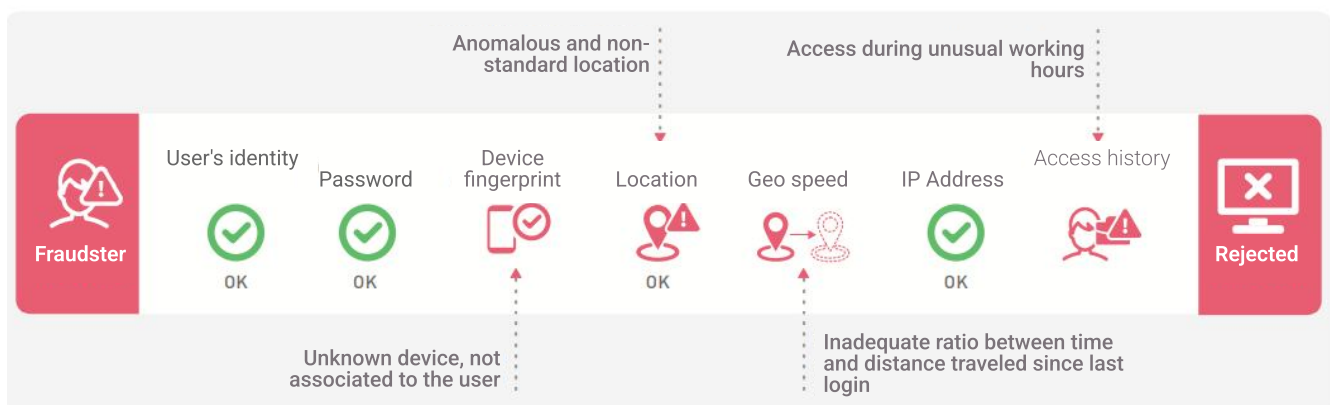 Anomalous and non-
standard location
Access during unusual working
hours
Fraudster
User's identity
OK
Password
OK
Device
fingerprint
Location
OK
Geo speed
IP Address
OK
Access history
Rejected
Unknown device, not
associated to the user
Inadequate ratio between time
and distance traveled since last
login